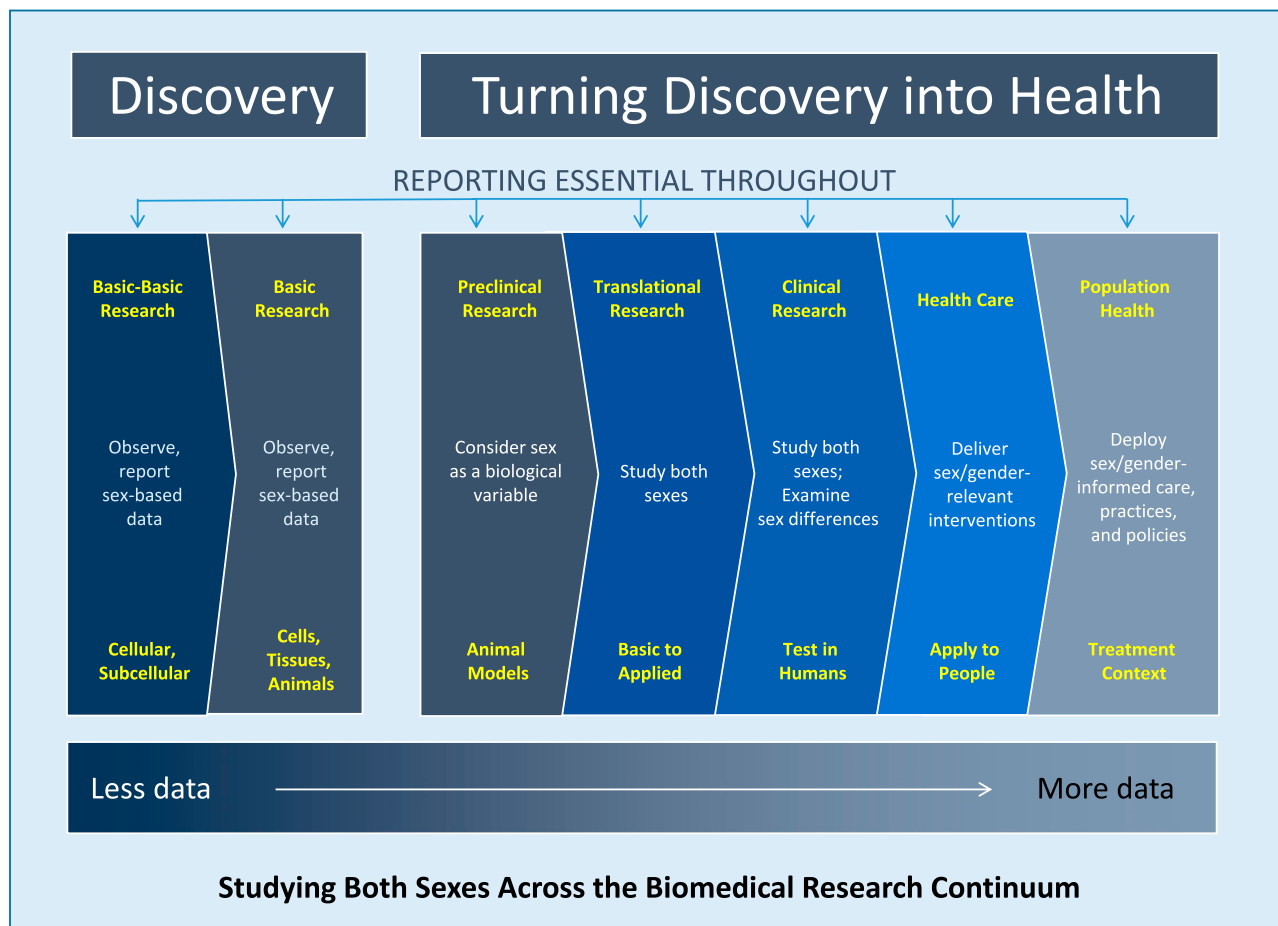 Discovery
Turning Discovery into Health
REPORTING ESSENTIAL THROUGHOUT
Basic-Basic
Research
Observe,
report
sex-based
data
Cellular,
Subcellular
Basic
Research
Observe,
report
sex-based
data
Cells,
Tissues,
Animals
Preclinical
Research
Consider sex
as a biological
variable
Animal
Models
Translational
Research
Study both
sexes
Basic to
Applied
Clinical
Research
Study both
sexes;
Examine
sex differences
Test in
Humans
Health Care
Deliver
sex/gender-
relevant
interventions
Apply to
People
Population
Health
Deploy
sex/gender-
informed care,
practices,
and policies
Treatment
Context
Less data
More data
Studying Both Sexes Across the Biomedical Research Continuum